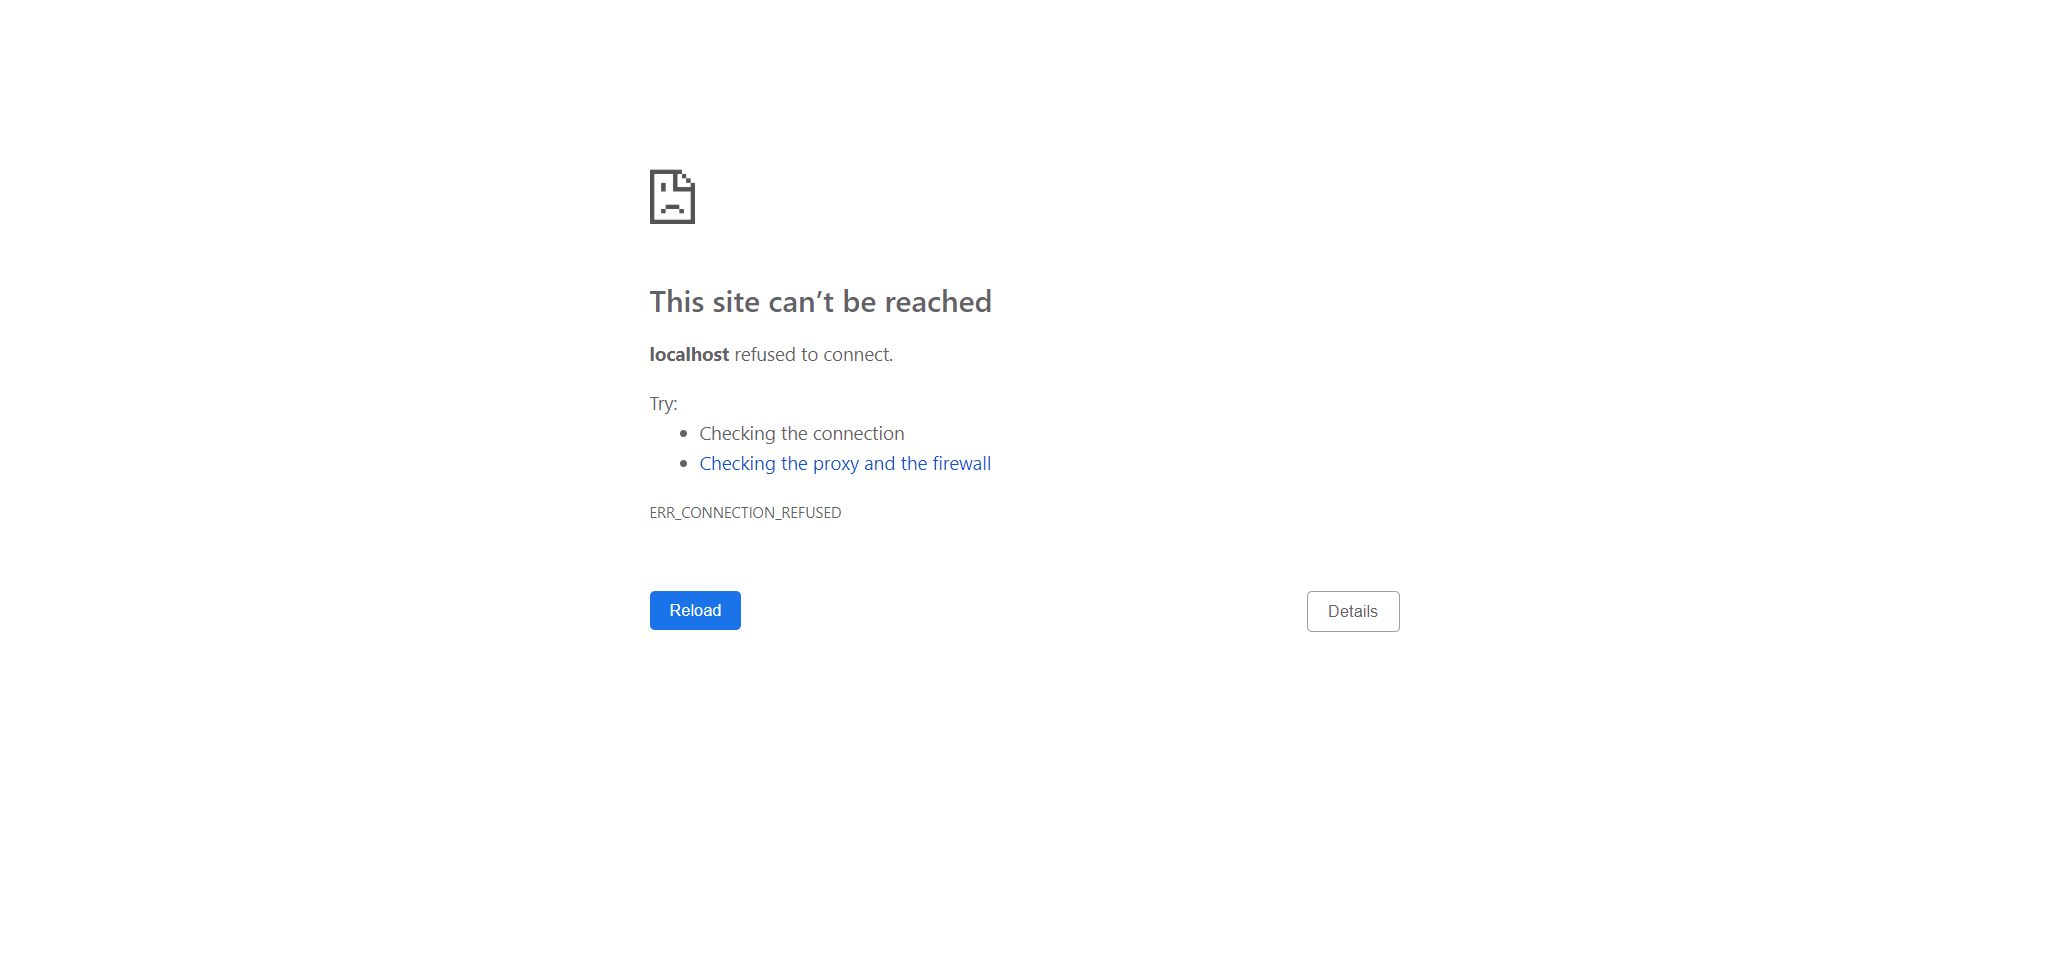 This site can’t be reached
localhost refused to connect.
Try:
Checking the connection
Checking the proxy and the firewall
ERR_CONNECTION_REFUSED
Reload
Details